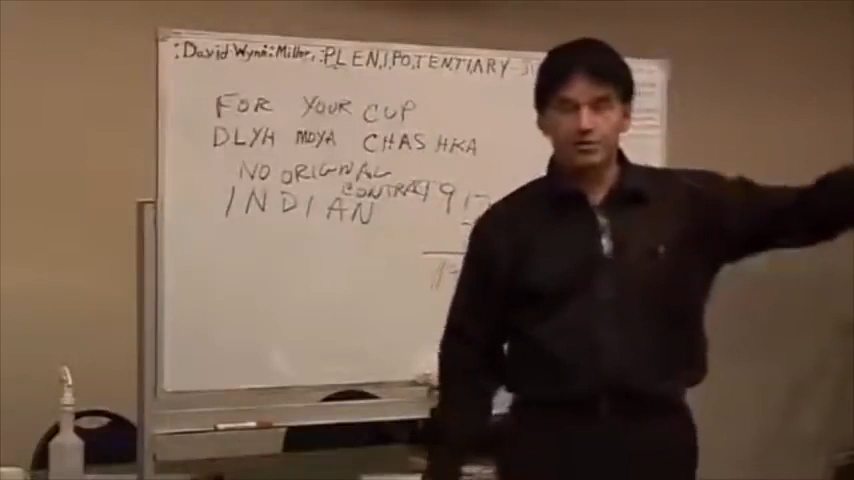 :David-Wynn:Miller,:PLENIPOTENTIARY-
FOR YOUR CUP
DLYH MOYA CHASHKA
NO ORIGINAL
CONTRACT
INDIAN